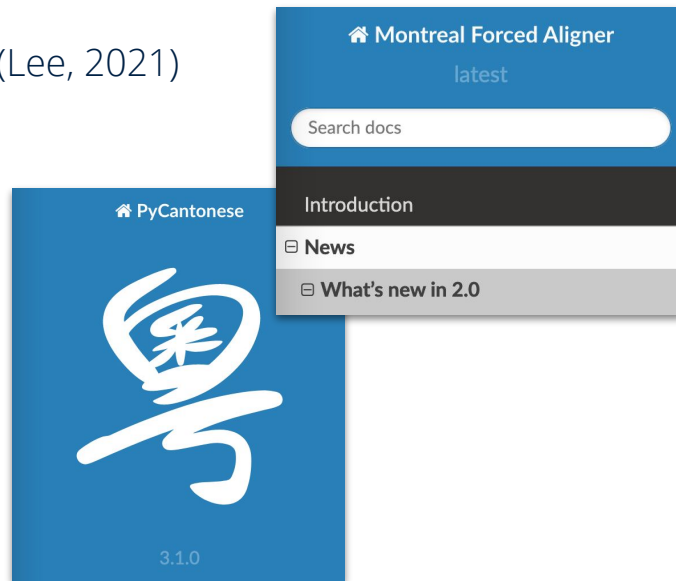 (Lee, 2021)
Montreal Forced Aligner
latest
Search docs
Introduction
News
What's new in 2.0
PyCantonese
粤
3.1.0